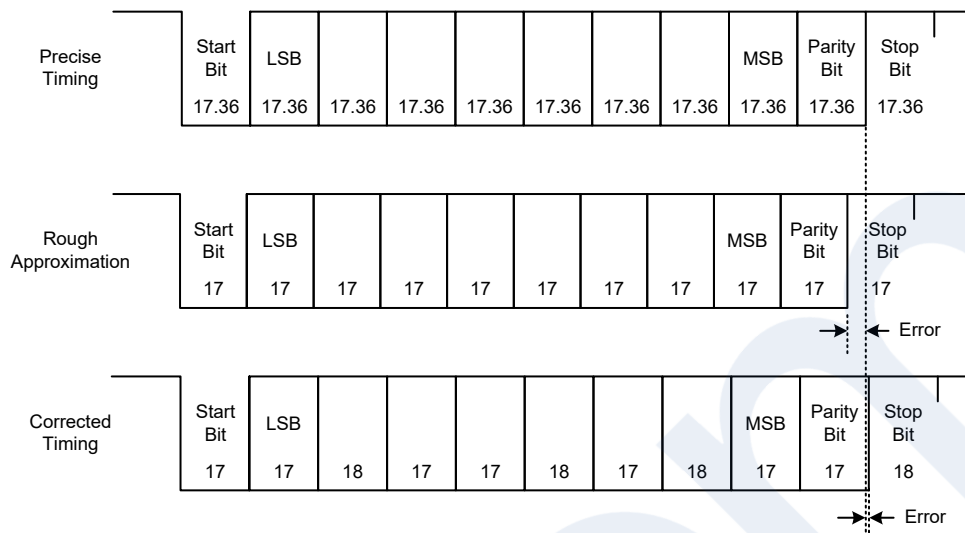 Precise
Timing
Start
Bit
LSB
MSB
Parity
Bit
Stop
Bit
17.36 17.36 17.36 17.36 17.36 17.36 17.36 17.36 17.36 17.36 17.36
Rough
Approximation
Start
Bit
LSB
MSB
Parity
Bit
Stop
Bit
17 17 17 17 17 17 17 17 17 17 17
Error
Corrected
Timing
Start
Bit
LSB
MSB
Parity
Bit
Stop
Bit
17 17 18 17 17 18 17 18 17 17 18
Error